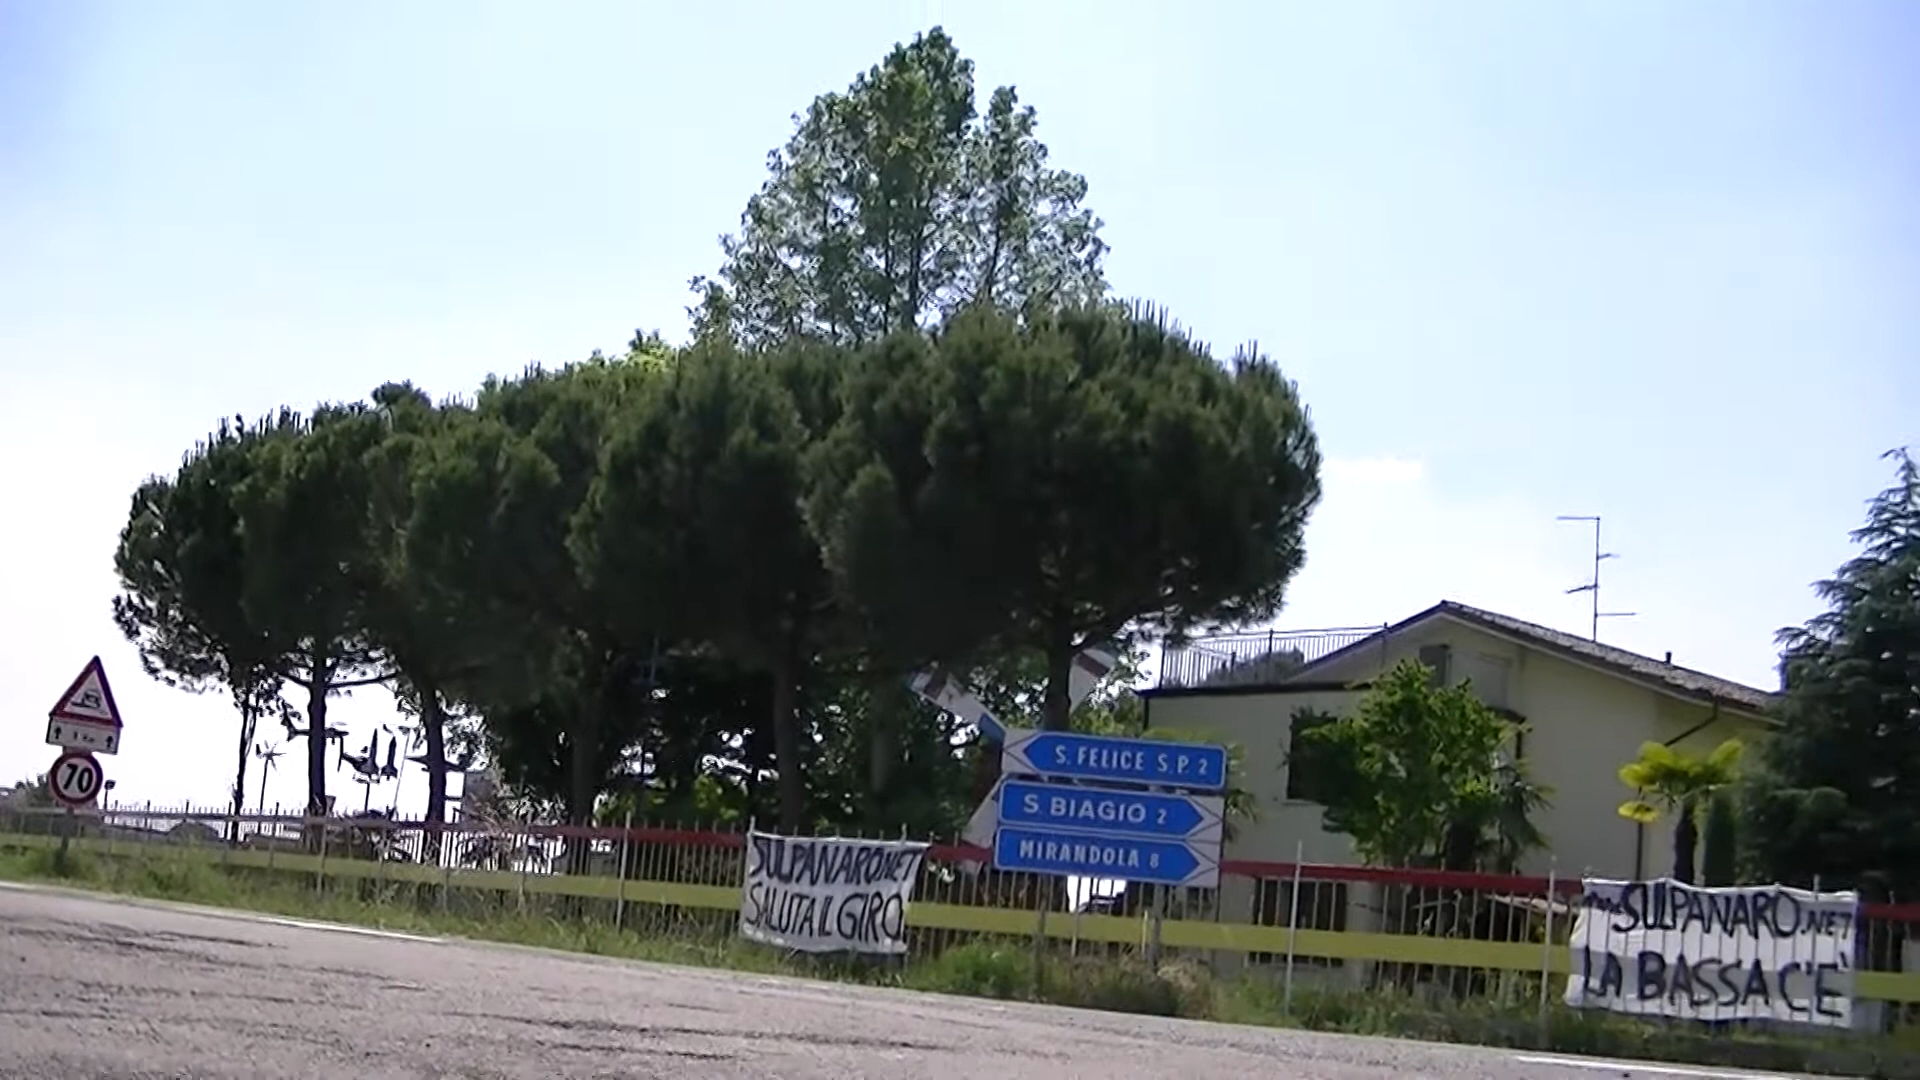 70
S. FELICE S.P. 2
S. BIAGIO 2
MIRANDOLA 8
SULPANARO.NET
SALUTA IL GIRO
SULPANARO.NET
LA BASSA C'È